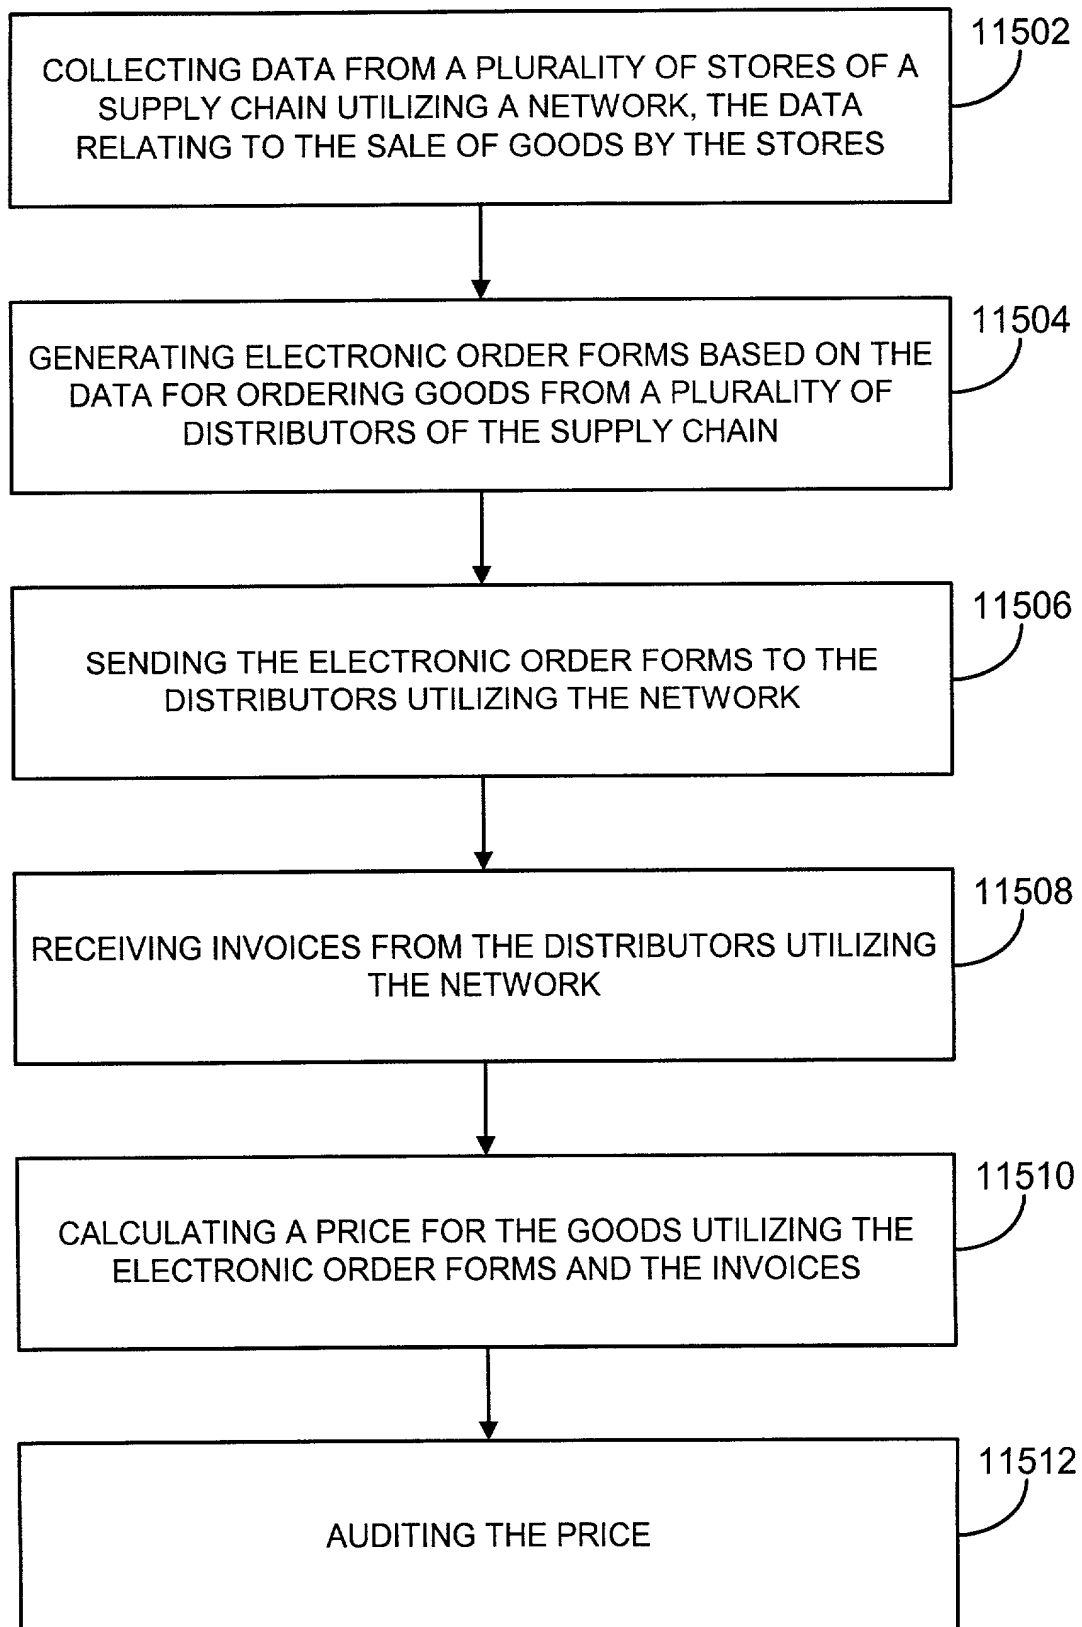 11502
COLLECTING DATA FROM A PLURALITY OF STORES OF A
SUPPLY CHAIN UTILIZING A NETWORK, THE DATA
RELATING TO THE SALE OF GOODS BY THE STORES
11504
GENERATING ELECTRONIC ORDER FORMS BASED ON THE
DATA FOR ORDERING GOODS FROM A PLURALITY OF
DISTRIBUTORS OF THE SUPPLY CHAIN
11506
SENDING THE ELECTRONIC ORDER FORMS TO THE
DISTRIBUTORS UTILIZING THE NETWORK
11508
RECEIVING INVOICES FROM THE DISTRIBUTORS UTILIZING
THE NETWORK
11510
CALCULATING A PRICE FOR THE GOODS UTILIZING THE
ELECTRONIC ORDER FORMS AND THE INVOICES
11512
AUDITING THE PRICE